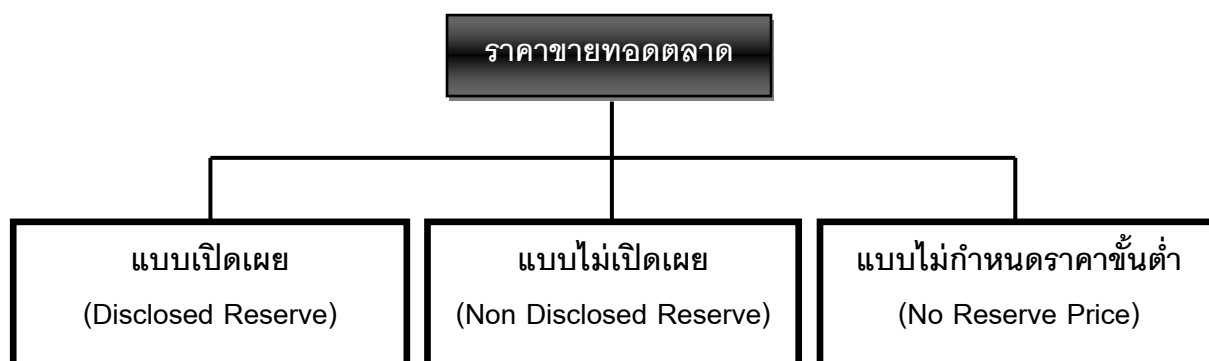 ราคาขายทอดตลาด
แบบเปิดเผย
(Disclosed Reserve)
แบบไม่เปิดเผย
(Non Disclosed Reserve)
แบบไม่กำหนดราคาขั้นต่ำ
(No Reserve Price)